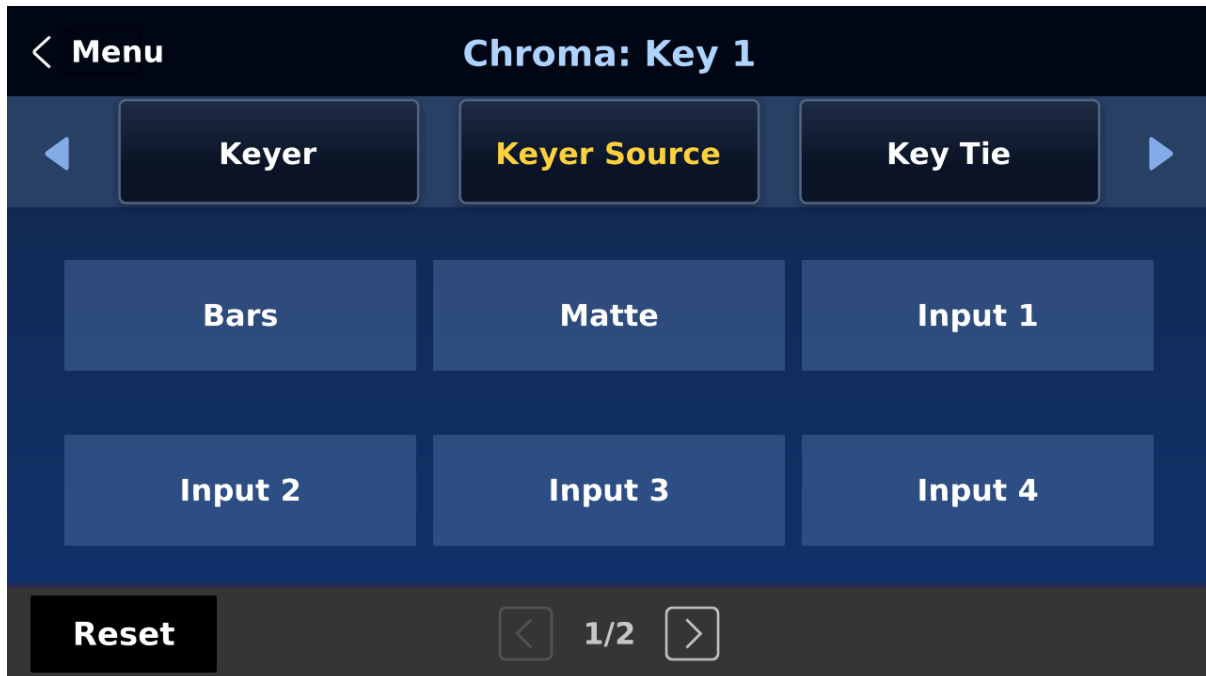 Menu
Chroma: Key 1
Keyer
Keyer Source
Key Tie
Bars
Matte
Input 1
Input 2
Input 3
Input 4
Reset
1/2